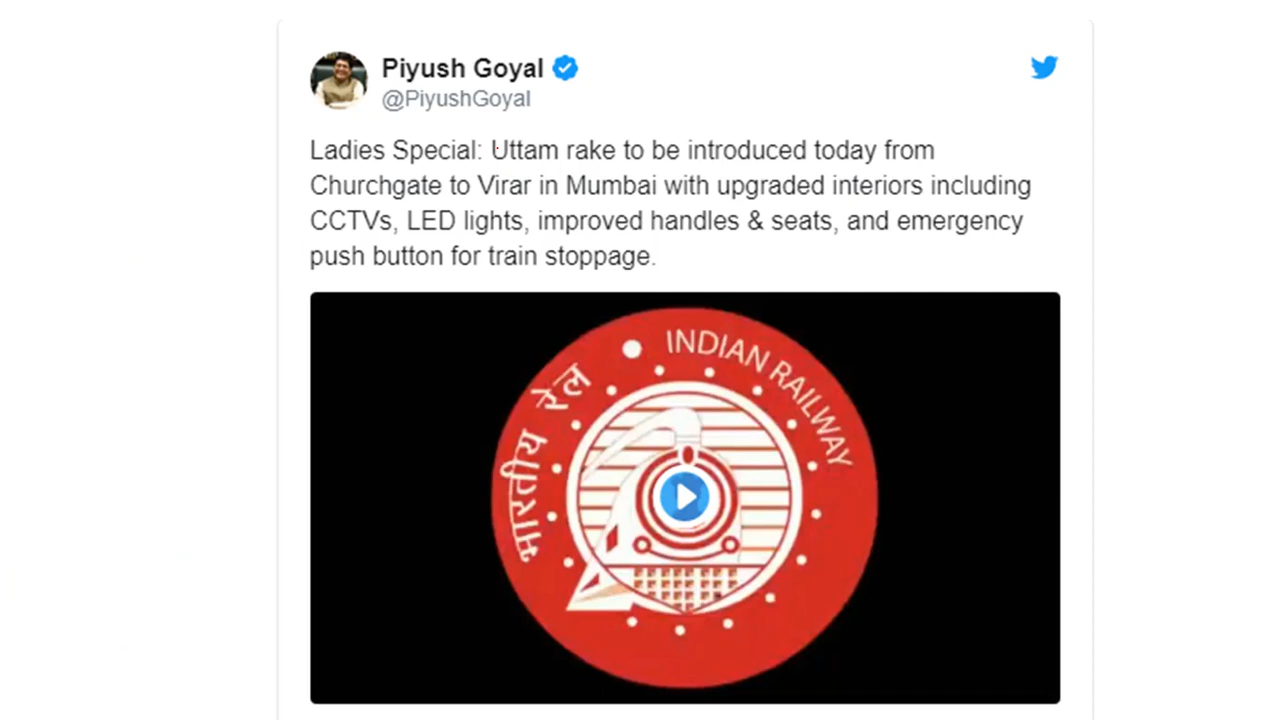 Piyush Goyal
@PiyushGoyal
Ladies Special: Uttam rake to be introduced today from
Churchgate to Virar in Mumbai with upgraded interiors including
CCTVs, LED lights, improved handles & seats, and emergency
push button for train stoppage.
भारतीय रेल
INDIAN RAILWAY